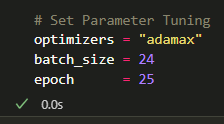 # Set Parameter Tuning
optimizers = "adamax"
batch_size = 24
epoch      = 25
✓ 0.0s